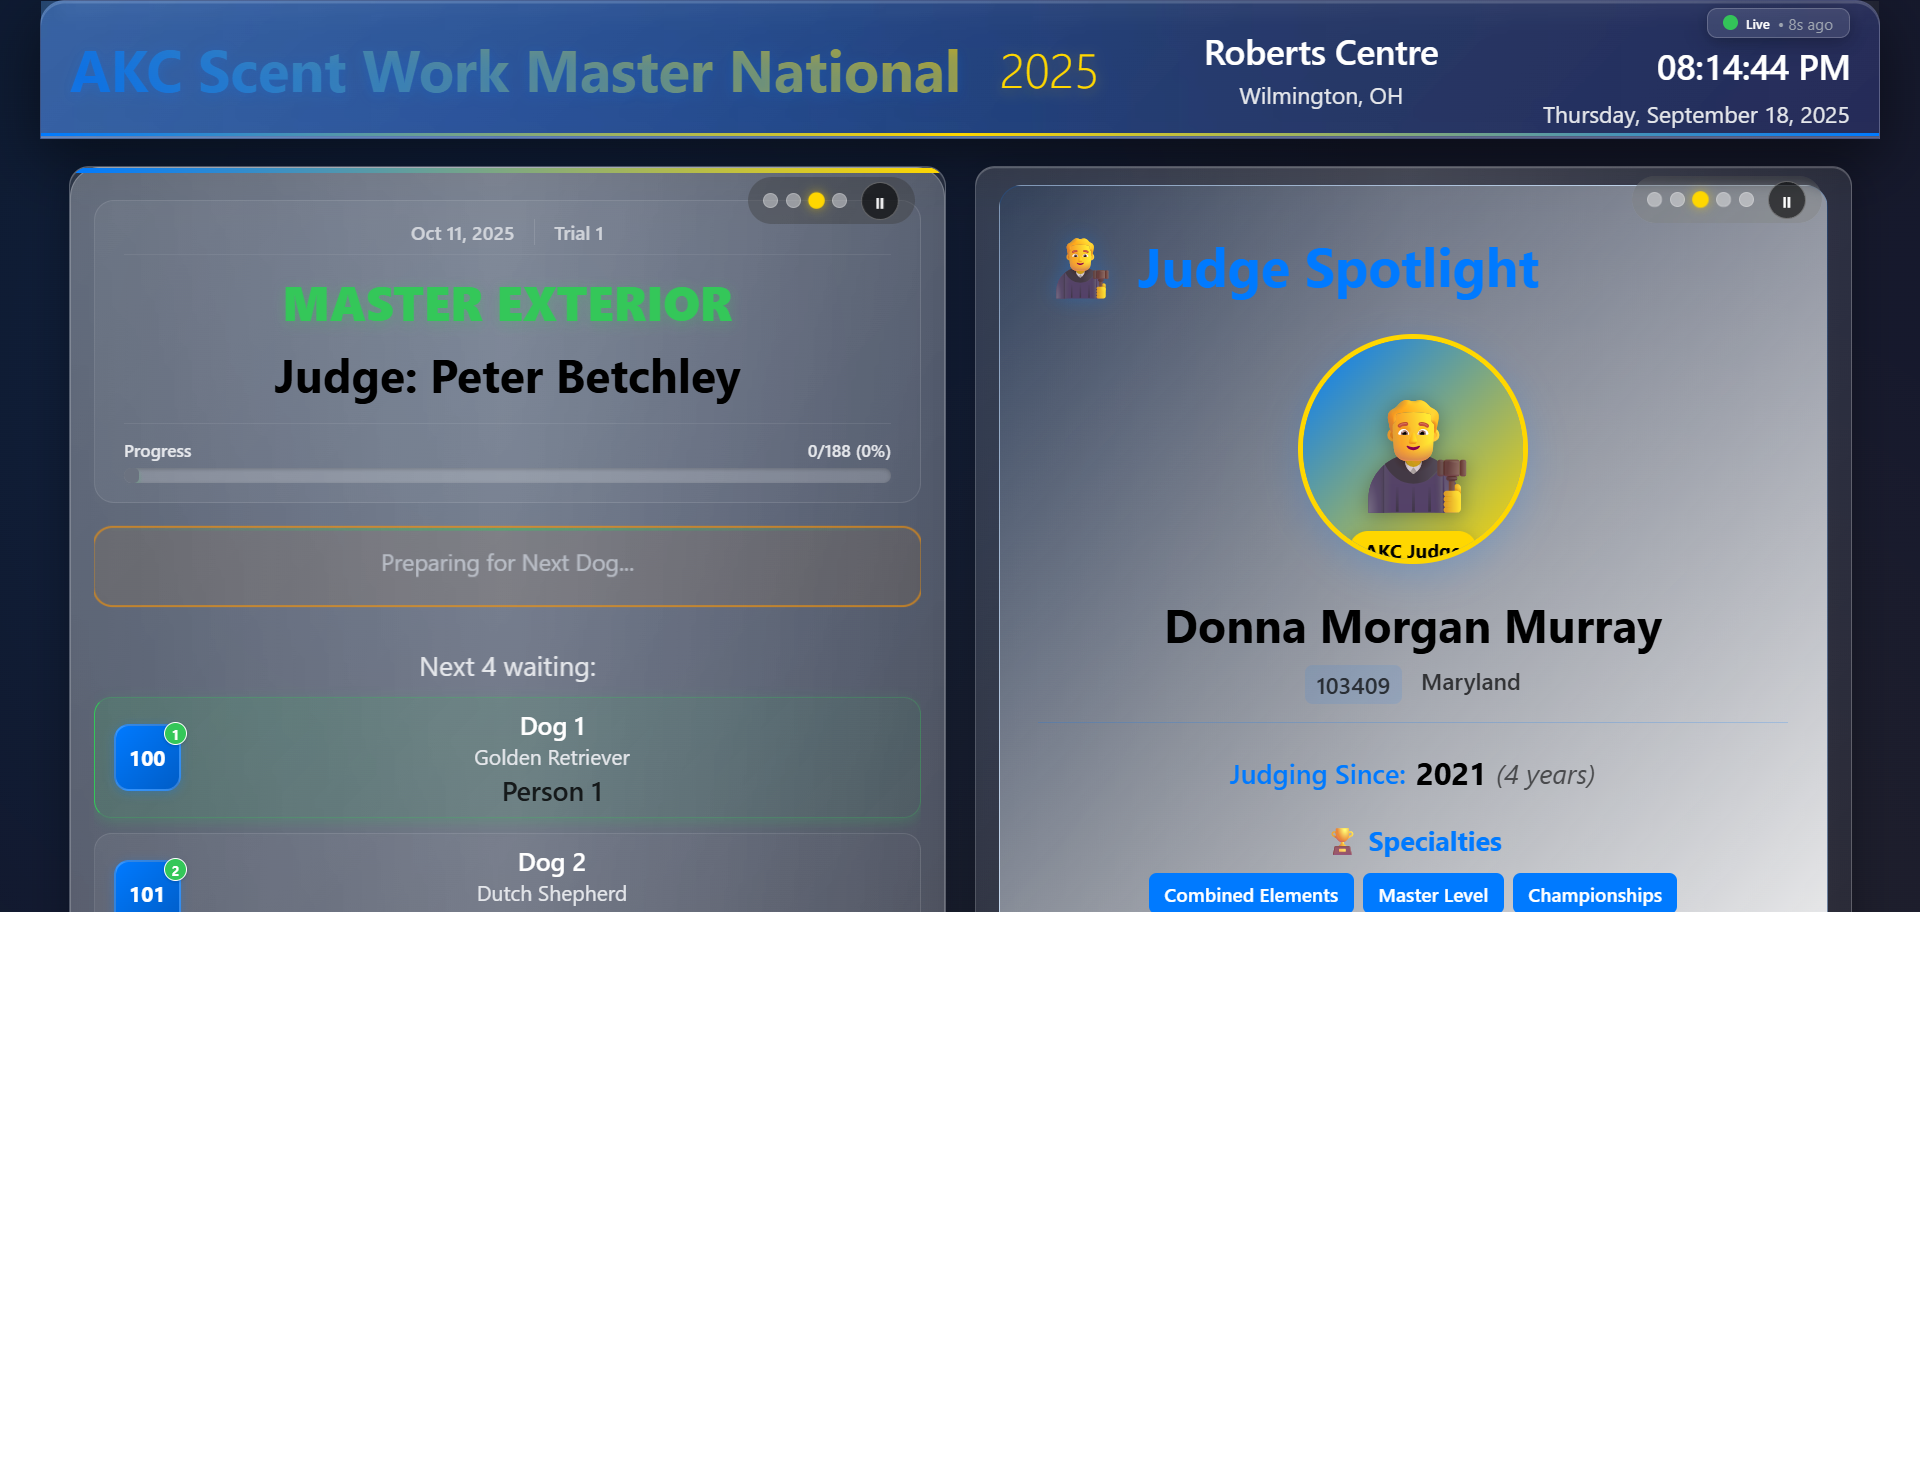 AKC Scent Work Master National 2025
Roberts Centre
Wilmington, OH
Live • 8s ago
08:14:44 PM
Thursday, September 18, 2025
Oct 11, 2025 Trial 1
MASTER EXTERIOR
Judge: Peter Betchley
Progress 0/188 (0%)
Preparing for Next Dog...
Next 4 waiting:
100 1
Dog 1
Golden Retriever
Person 1
101 2
Dog 2
Dutch Shepherd
Judge Spotlight
AKC Judge
Donna Morgan Murray
103409 Maryland
Judging Since: 2021 (4 years)
Specialties
Combined Elements Master Level Championships